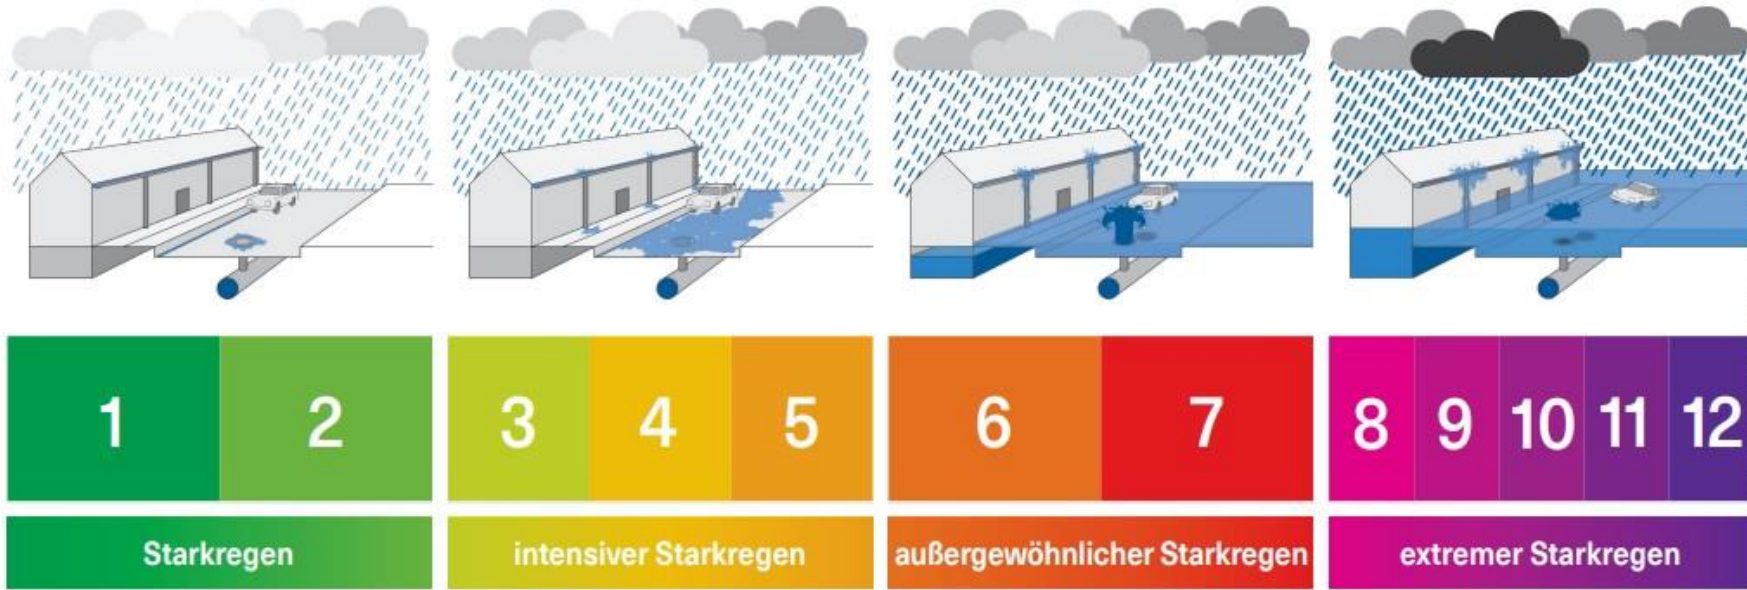 1 2 3 4 5 6 7 8 9 10 11 12
Starkregen intensiver Starkregen außergewöhnlicher Starkregen extremer Starkregen